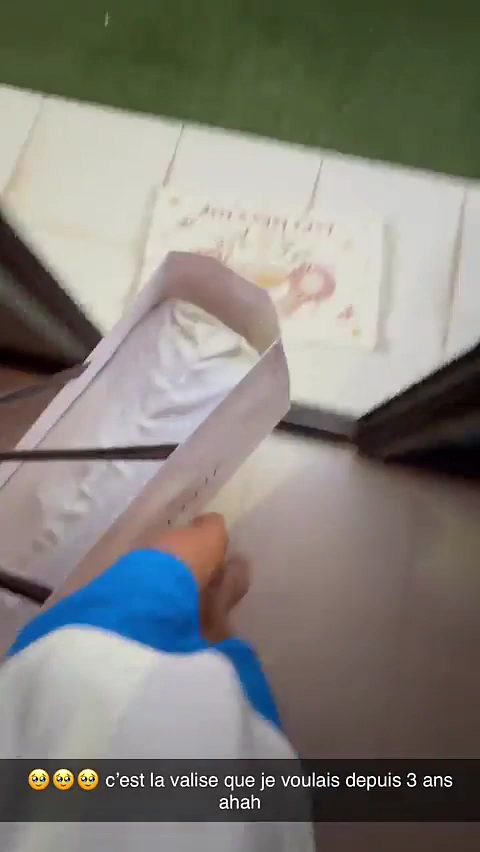 🥹🥹🥹 c'est la valise que je voulais depuis 3 ans
ahah